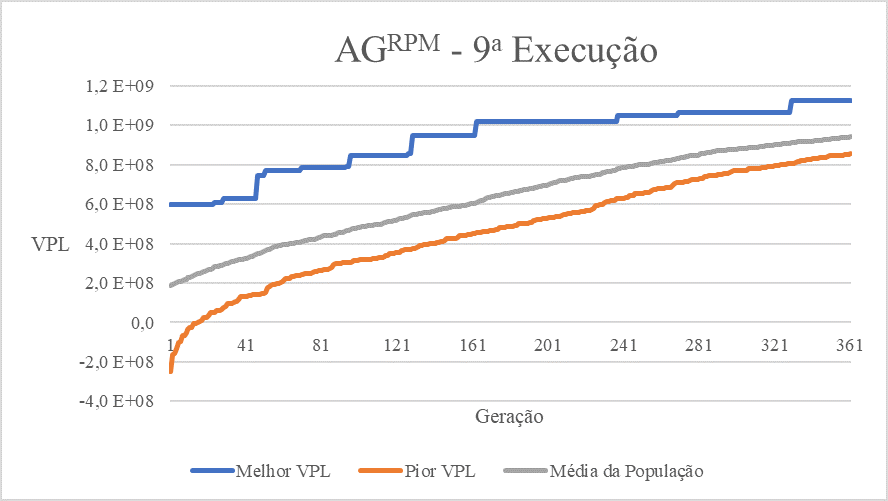 AGRPM - 9ª Execução
1,2 E+09
1,0 E+09
8,0 E+08
6,0 E+08
VPL
4,0 E+08
2,0 E+08
0,0
1 41 81 121 161 201 241 281 321 361
-2,0 E+08
-4,0 E+08
Geração
Melhor VPL Pior VPL Média da População